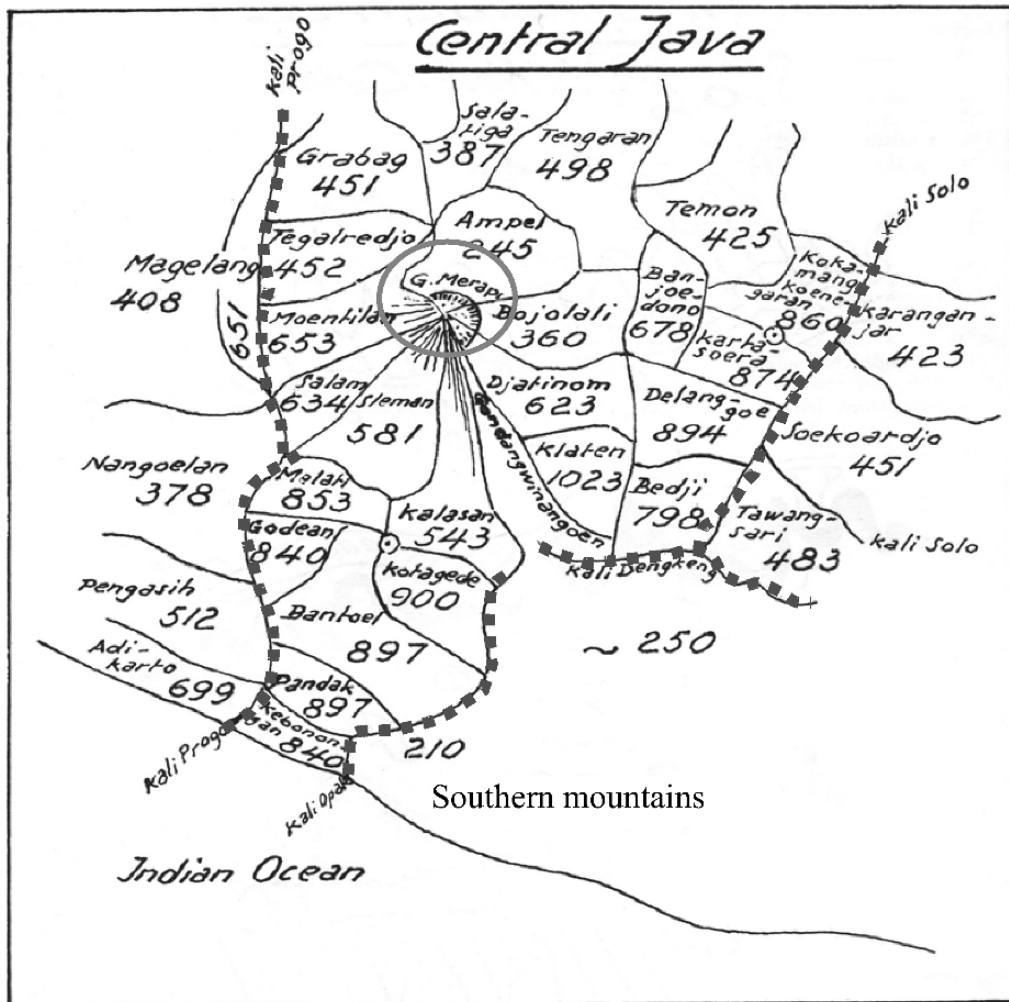 Central Java
Kali
Progo
Sala-
tiga
387
Tengaran
498
Grabag
451
Kali Solo
Temon
425
Ampel
245
Tegalredjo
452
Magelang
408
651
G. Merapi
Ban-
joe-
dono
678
Koka-
mang
koene-
garan
860
Karangan-
jar
423
Moentilan
653
Bojolali
360
Karta-
soera
874
Salam
634
Sleman
581
Djatinom
623
Delang-
goe
894
Soekoardjo
451
Gondangwinangoen
Klaten
1023
Nangoelan
378
Mlati
853
Bedji
798
Tawang-
sari
483
Kali Solo
Godean
840
Kalasan
543
Kali Dengkeng
Kotagede
900
Pengasih
512
Bantoel
897
~ 250
Adi-
karto
699
Pandak
897
Kebonon-
gan
840
210
Kali Progo
Kali Opak
Southern mountains
Indian Ocean